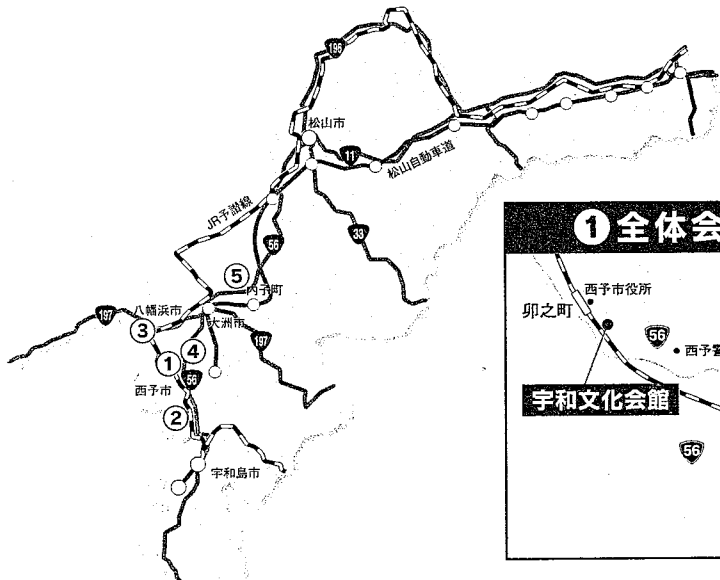 196
松山市
11
松山自動車道
JR予讃線
56
33
⑤
内子町
八幡浜市
大洲市
197
③
197
④
①
56
西予市
②
宇和島市
❶全体会
西予市役所
卯之町
56
西予警
宇和文化会館
56